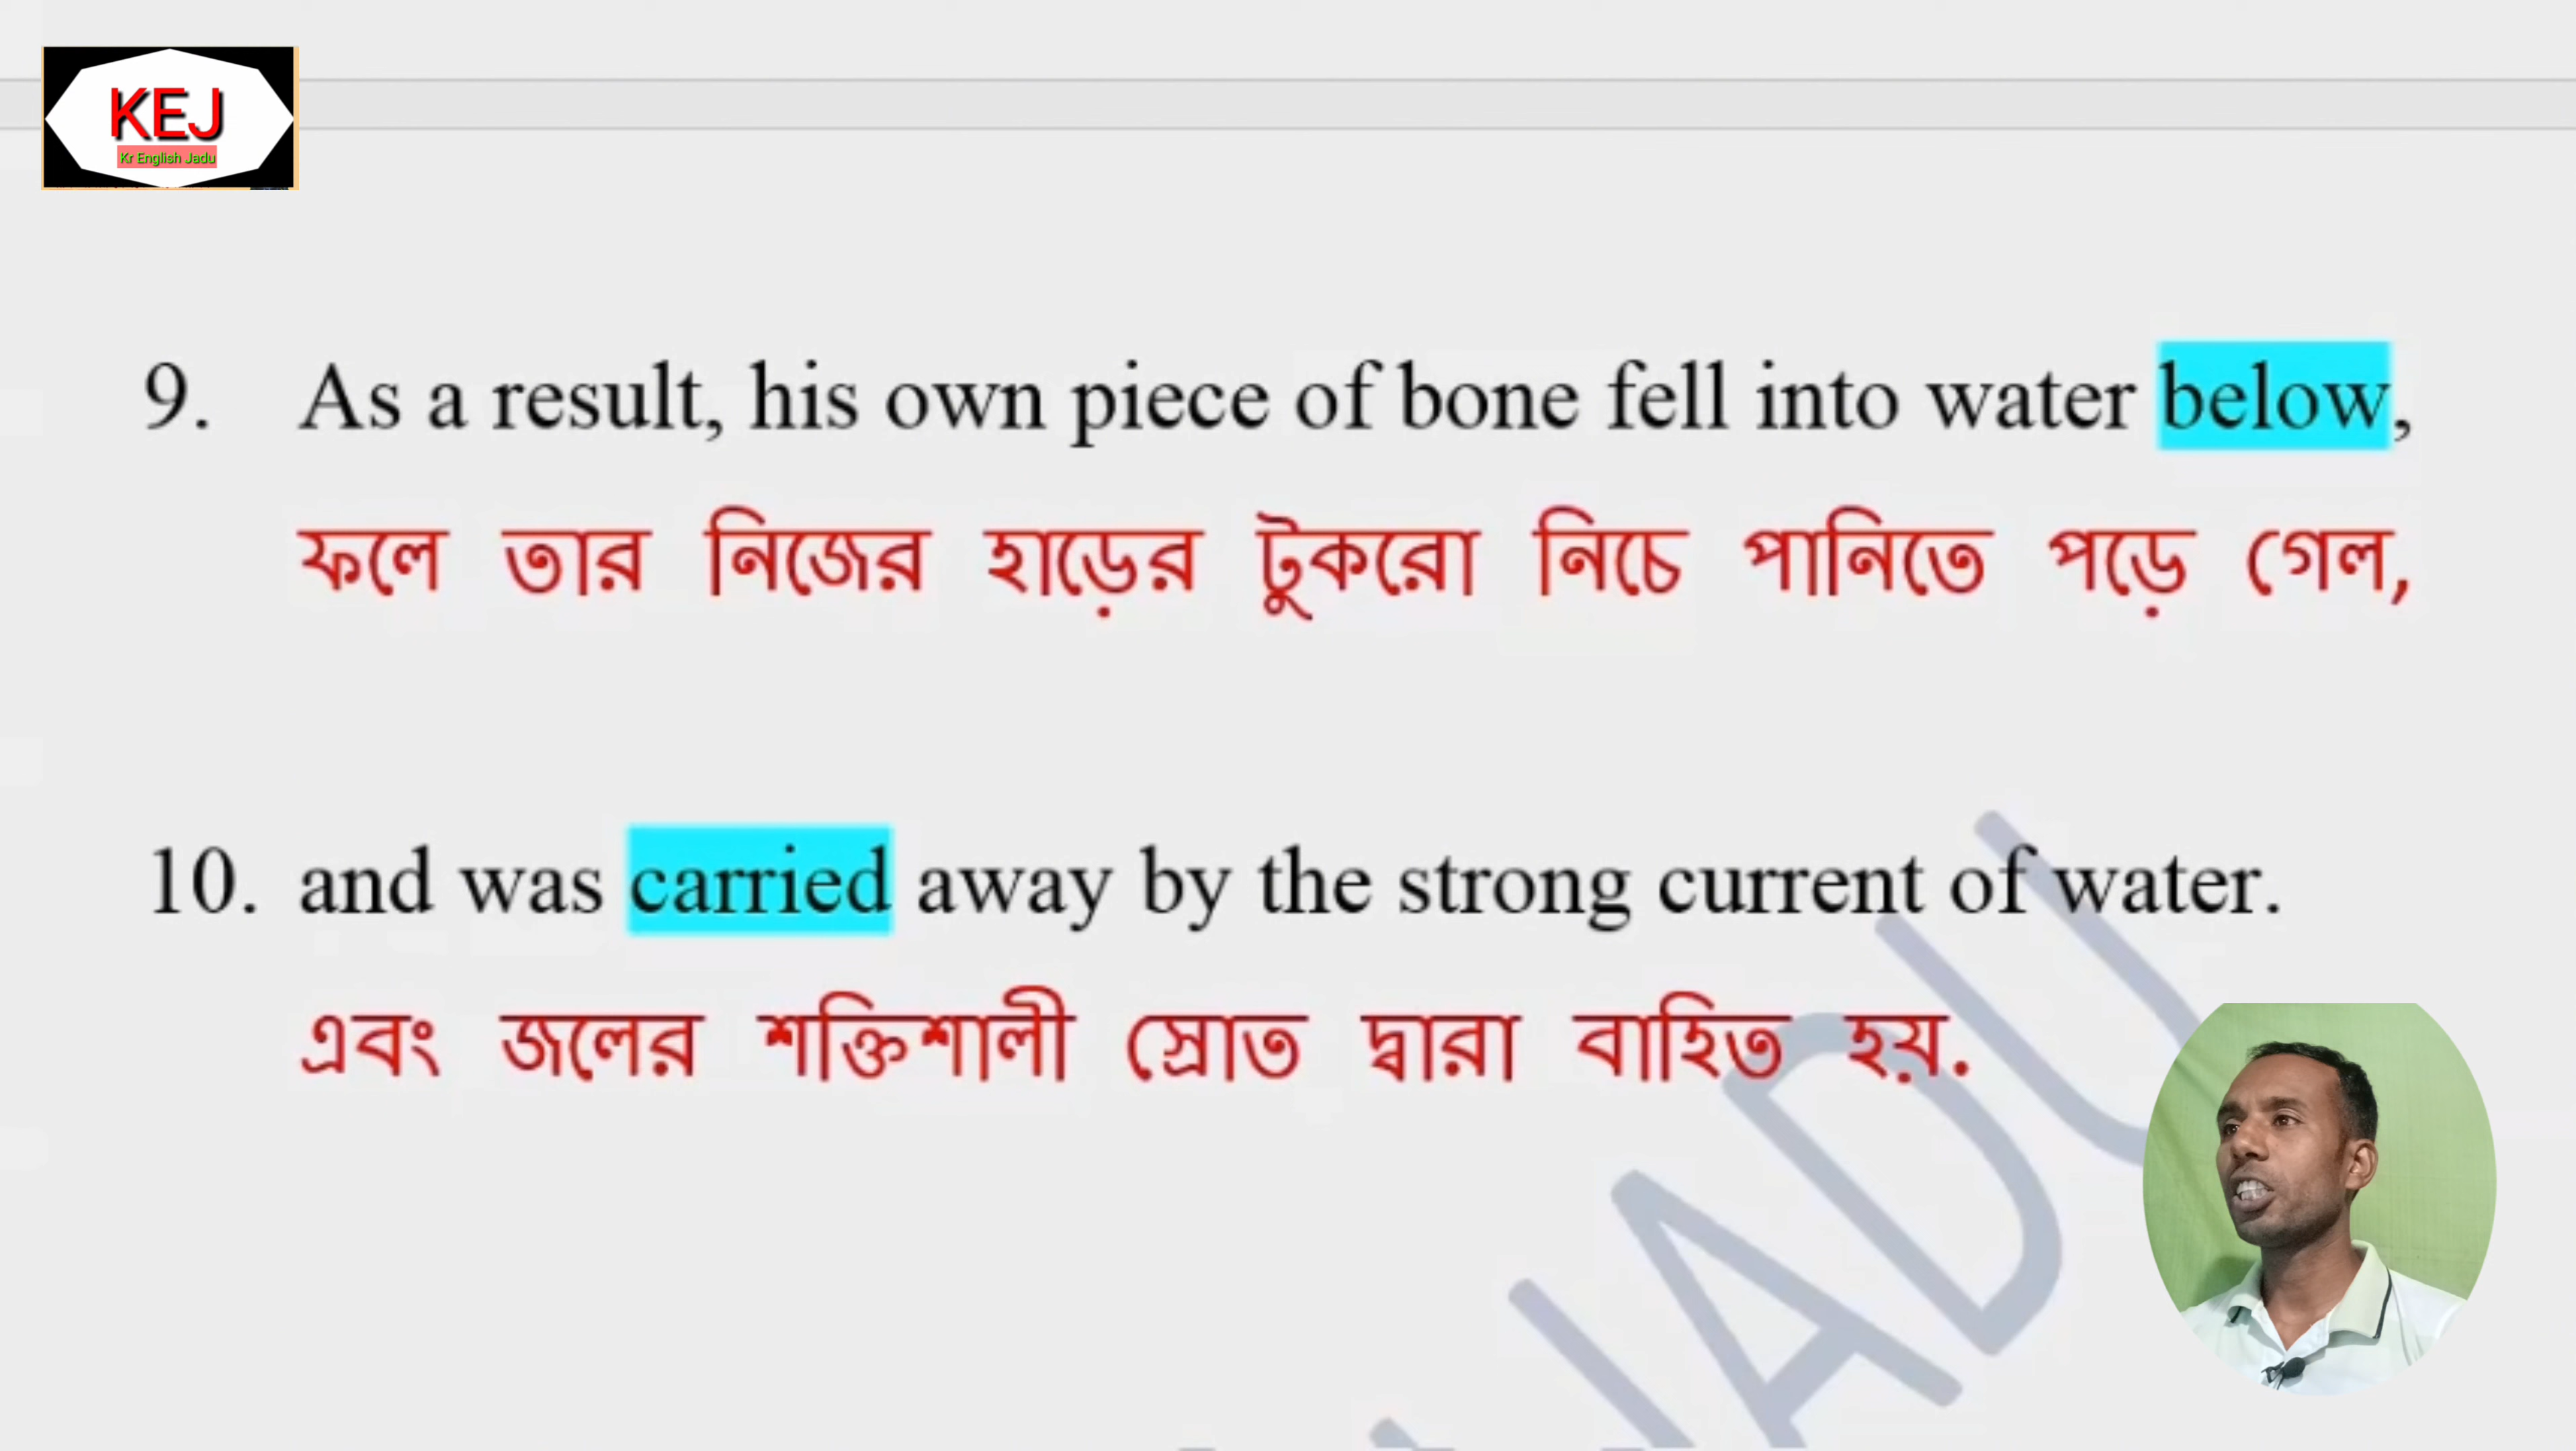 KEJ
Kr English Jadu
9. As a result, his own piece of bone fell into water below,
ফলে তার নিজের হাড়ের টুকরো নিচে পানিতে পড়ে গেল,
10. and was carried away by the strong current of water.
এবং জলের শক্তিশালী স্রোত দ্বারা বাহিত হয়.
JADU